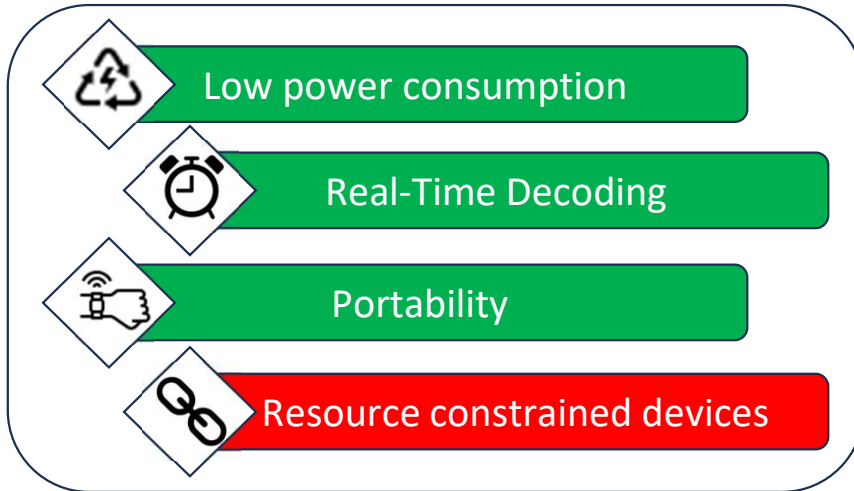 Low power consumption
Real-Time Decoding
Portability
Resource constrained devices